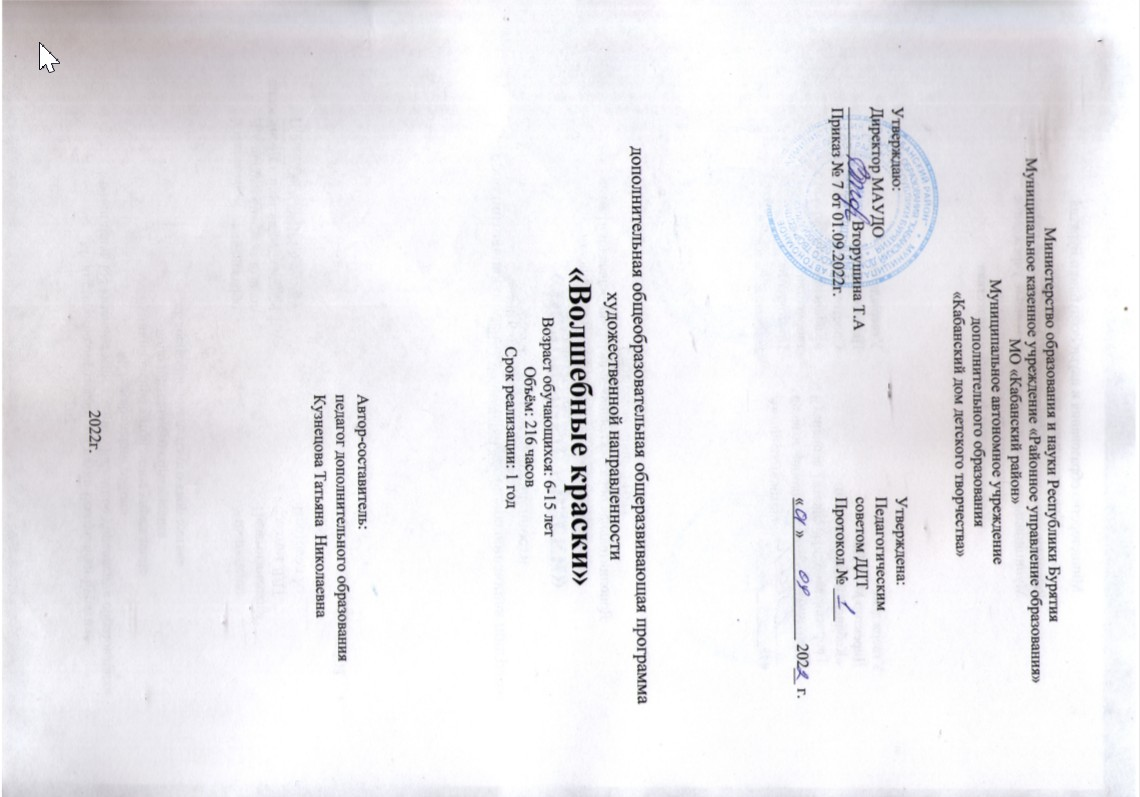 Министерство образования и науки Республики Бурятия
Муниципальное казенное учреждение «Районное управление образования»
МО «Кабанский район»
Муниципальное автономное учреждение
дополнительного образования
«Кабанский дом детского творчества»
Утверждаю:
Директор МАУДО
Вторушина Т.А
Приказ № 7 от 01.09.2022г.
Утверждена:
Педагогическим
советом ДДТ
Протокол № 1
«01» 09 2022 г.
дополнительная общеобразовательная общеразвивающая программа
художественной направленности
«Волшебные краски»
Возраст обучающихся: 6-15 лет
Объём: 216 часов
Срок реализации: 1 год
Автор-составитель:
педагог дополнительного образования
Кузнецова Татьяна Николаевна
2022г.